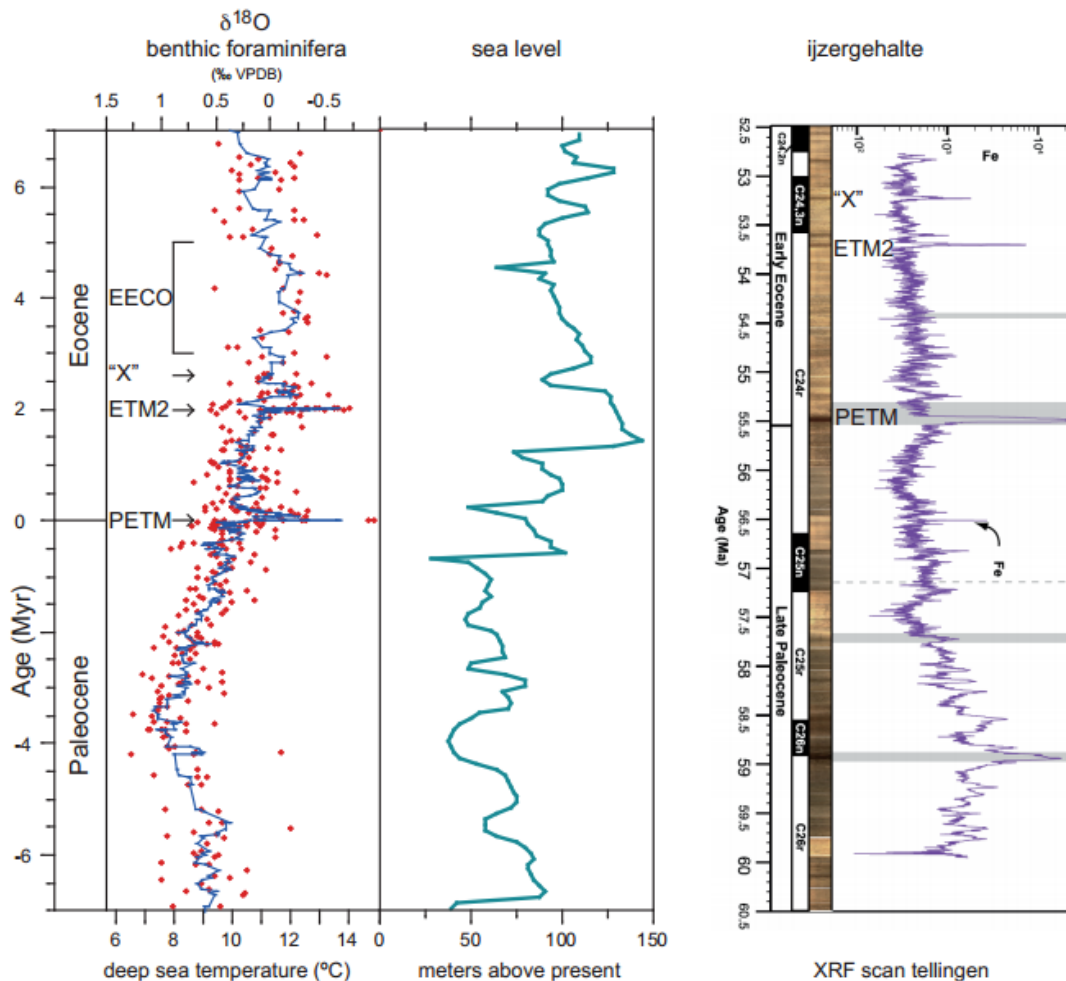 δ18O
benthic foraminifera
(‰ VPDB)
1.5 1 0.5 0 -0.5
sea level
ijzergehalte
Eocene
Paleocene
Age (Myr)
6
4
2
0
-2
-4
-6
EECO
"X"
ETM2
PETM
6 8 10 12 14
deep sea temperature (ºC)
0 50 100 150
meters above present
52.5
53
53.5
54
54.5
55
55.5
56
56.5
57
57.5
58
58.5
59
59.5
60
60.5
Age (Ma)
Early Eocene
Late Paleocene
C24.2n
C24.3n
C24r
C25n
C25r
C26n
C26r
10² 10³ 10⁴
Fe
"X"
ETM2
PETM
Fe
XRF scan tellingen